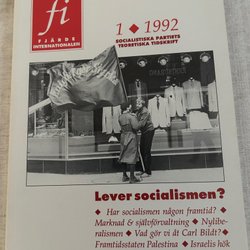 fi
FJÄRDE
INTERNATIONALEN
1 ◆ 1992
SOCIALISTISKA PARTIETS
TEORETISKA TIDSKRIFT
Lever socialismen?
◆ Har socialismen någon framtid? ◆
Marknad & självförvaltning ◆ Nylibe-
ralismen ◆ Vad gör vi åt Carl Bildt? ◆
Framtidsstaten Palestina ◆ Israels hök